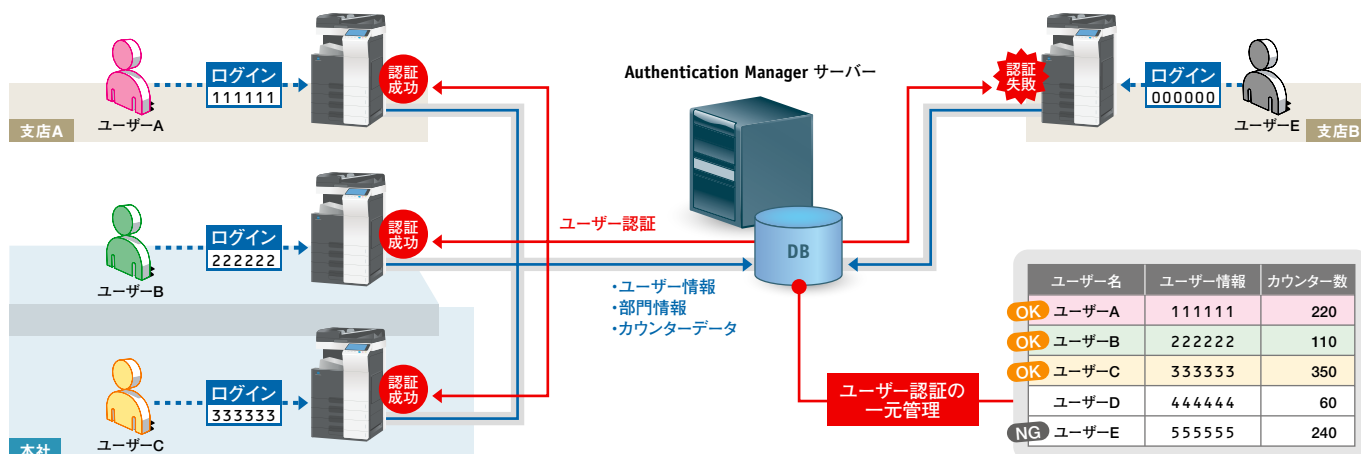 ログイン
111111
認証
成功
ユーザーA
支店A
Authentication Manager サーバー
認証
失敗
ログイン
000000
ユーザーE
支店B
ログイン
222222
認証
成功
ユーザーB
ユーザー認証
DB
・ユーザー情報
・部門情報
・カウンターデータ
ログイン
333333
認証
成功
ユーザーC
本社
ユーザー認証の
一元管理
ユーザー名 ユーザー情報 カウンター数
OK ユーザーA 111111 220
OK ユーザーB 222222 110
OK ユーザーC 333333 350
ユーザーD 444444 60
NG ユーザーE 555555 240